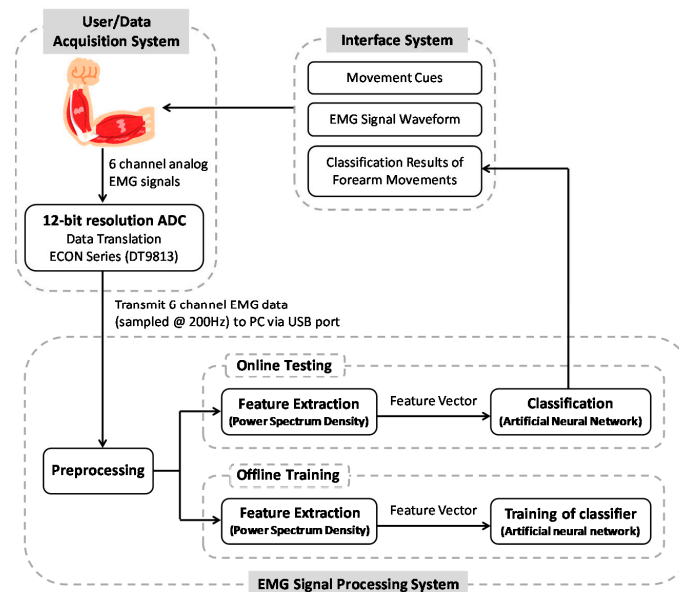 User/Data
Acquisition System
6 channel analog
EMG signals
12-bit resolution ADC
Data Translation
ECON Series (DT9813)
Interface System
Movement Cues
EMG Signal Waveform
Classification Results of
Forearm Movements
Transmit 6 channel EMG data
(sampled @ 200Hz) to PC via USB port
Online Testing
Feature Extraction
(Power Spectrum Density)
Feature Vector
Classification
(Artificial Neural Network)
Preprocessing
Offline Training
Feature Extraction
(Power Spectrum Density)
Feature Vector
Training of classifier
(Artificial neural network)
EMG Signal Processing System